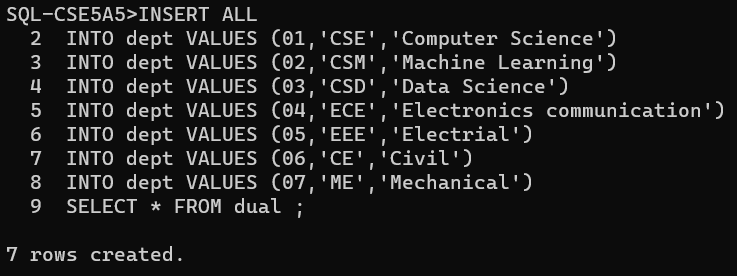 SQL-CSE5A5>INSERT ALL
  2  INTO dept VALUES (01,'CSE','Computer Science')
  3  INTO dept VALUES (02,'CSM','Machine Learning')
  4  INTO dept VALUES (03,'CSD','Data Science')
  5  INTO dept VALUES (04,'ECE','Electronics communication')
  6  INTO dept VALUES (05,'EEE','Electrial')
  7  INTO dept VALUES (06,'CE','Civil')
  8  INTO dept VALUES (07,'ME','Mechanical')
  9  SELECT * FROM dual ;
7 rows created.